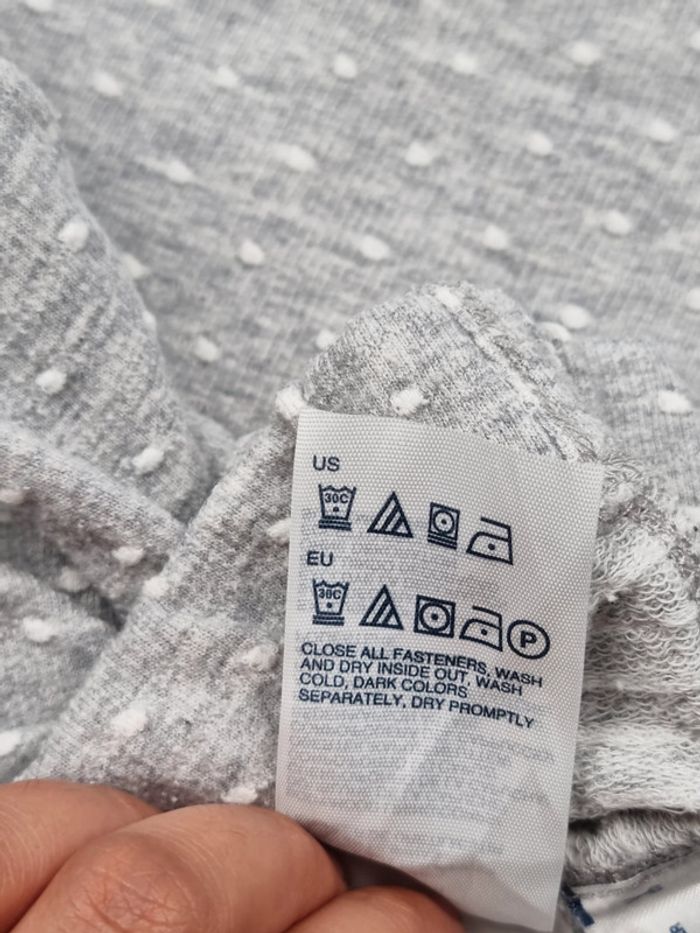 US
30C
EU
30C
P
CLOSE ALL FASTENERS, WASH
AND DRY INSIDE OUT, WASH
COLD, DARK COLORS
SEPARATELY, DRY PROMPTLY